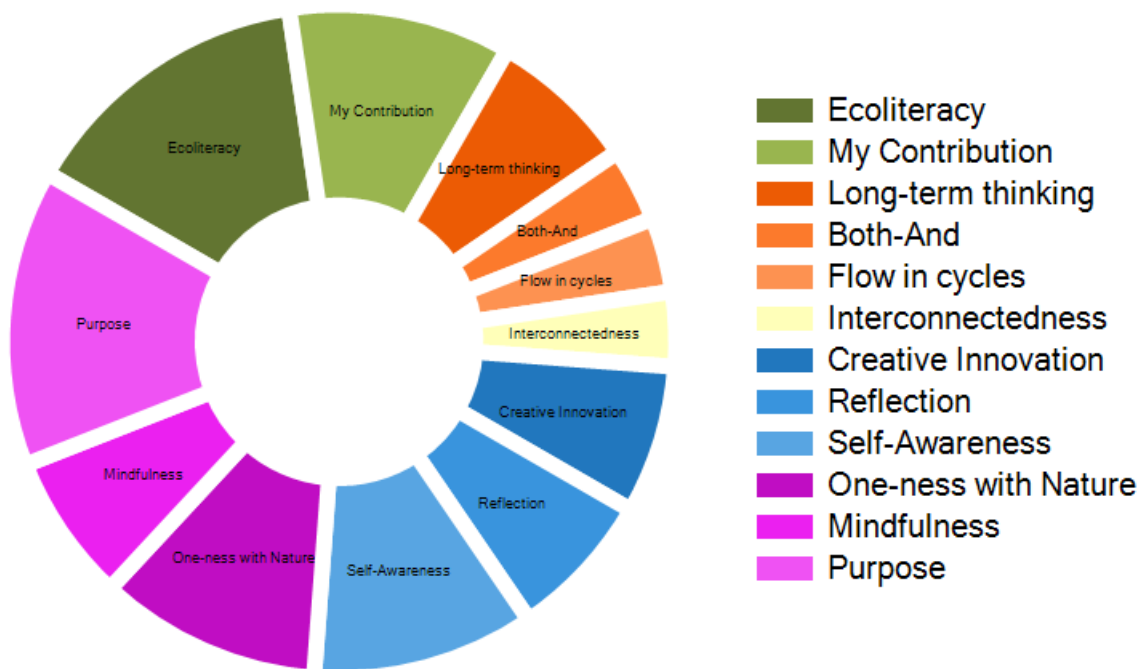 Ecoliteracy
My Contribution
Long-term thinking
Both-And
Flow in cycles
Interconnectedness
Creative Innovation
Reflection
Self-Awareness
One-ness with Nature
Mindfulness
Purpose
Ecoliteracy
My Contribution
Long-term thinking
Both-And
Flow in cycles
Interconnectedness
Creative Innovation
Reflection
Self-Awareness
One-ness with Nature
Mindfulness
Purpose